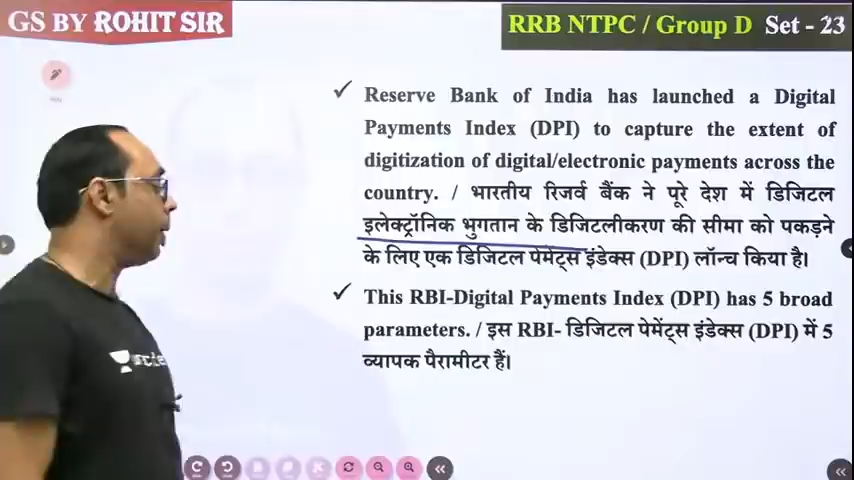 GS BY ROHIT SIR
RRB NTPC / Group D Set - 23
Reserve Bank of India has launched a Digital
Payments Index (DPI) to capture the extent of
digitization of digital/electronic payments across the
country. / भारतीय रिजर्व बैंक ने पूरे देश में डिजिटल
इलेक्ट्रॉनिक भुगतान के डिजिटलीकरण की सीमा को पकड़ने
के लिए एक डिजिटल पेमेंट्स इंडेक्स (DPI) लॉन्च किया है।
This RBI-Digital Payments Index (DPI) has 5 broad
parameters. / इस RBI- डिजिटल पेमेंट्स इंडेक्स (DPI) में 5
व्यापक पैरामीटर हैं।